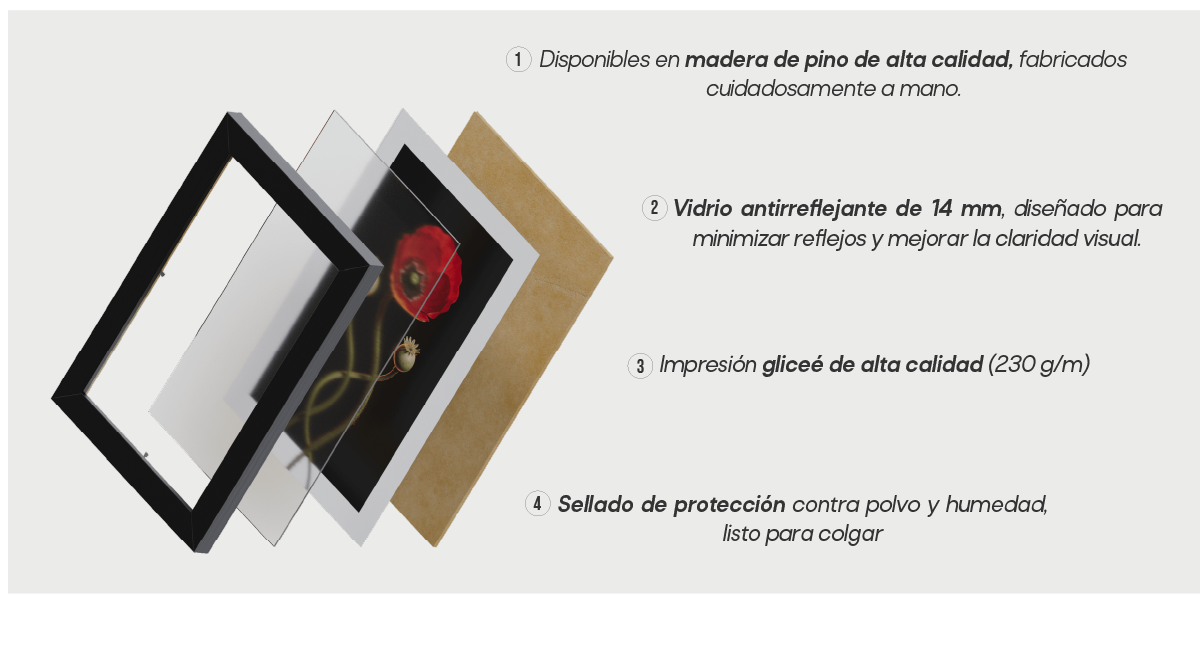 1 Disponibles en madera de pino de alta calidad, fabricados
cuidadosamente a mano.
2 Vidrio antirreflejante de 14 mm, diseñado para
minimizar reflejos y mejorar la claridad visual.
3 Impresión gliceé de alta calidad (230 g/m)
4 Sellado de protección contra polvo y humedad,
listo para colgar